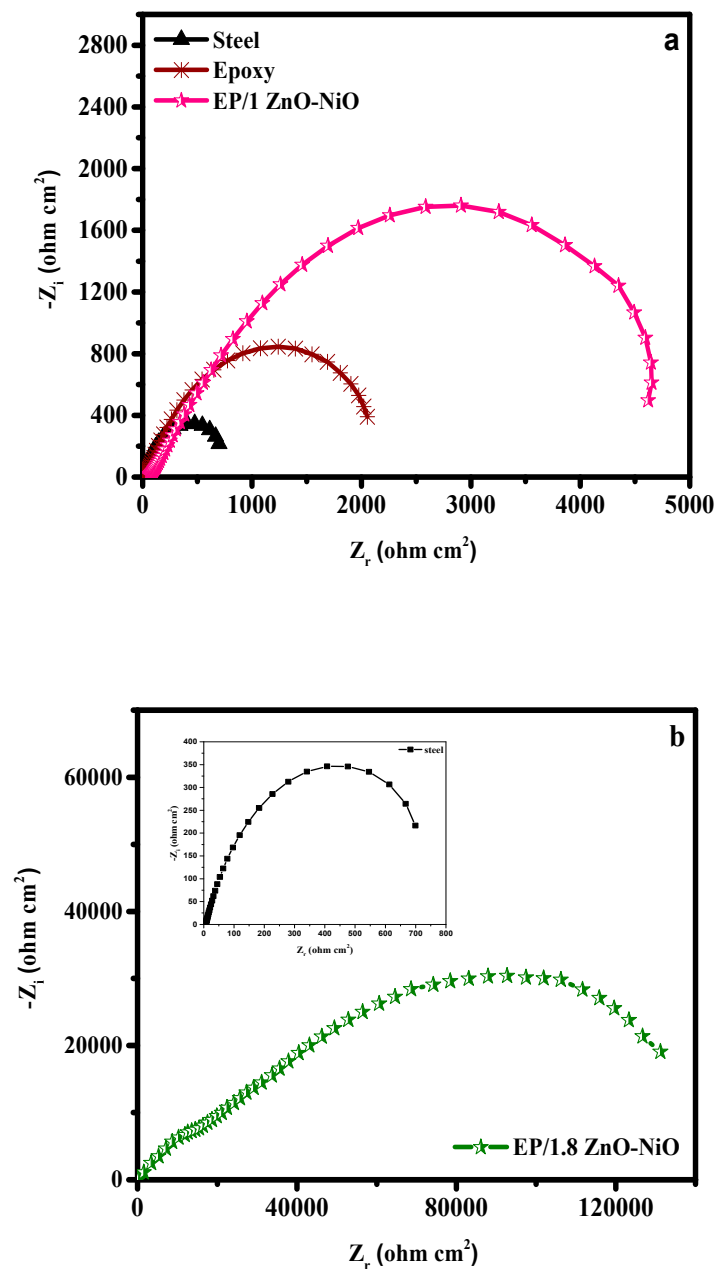 a
Steel
Epoxy
EP/1 ZnO-NiO
2800
2400
2000
1600
1200
800
400
0
0 1000 2000 3000 4000 5000
-Zᵢ (ohm cm²)
Zᵣ (ohm cm²)
b
60000
40000
20000
0
0 40000 80000 120000
-Zᵢ (ohm cm²)
Zᵣ (ohm cm²)
EP/1.8 ZnO-NiO
steel
400
350
300
250
200
150
100
50
0
0 100 200 300 400 500 600 700 800
-Zᵢ (ohm cm²)
Zᵣ (ohm cm²)